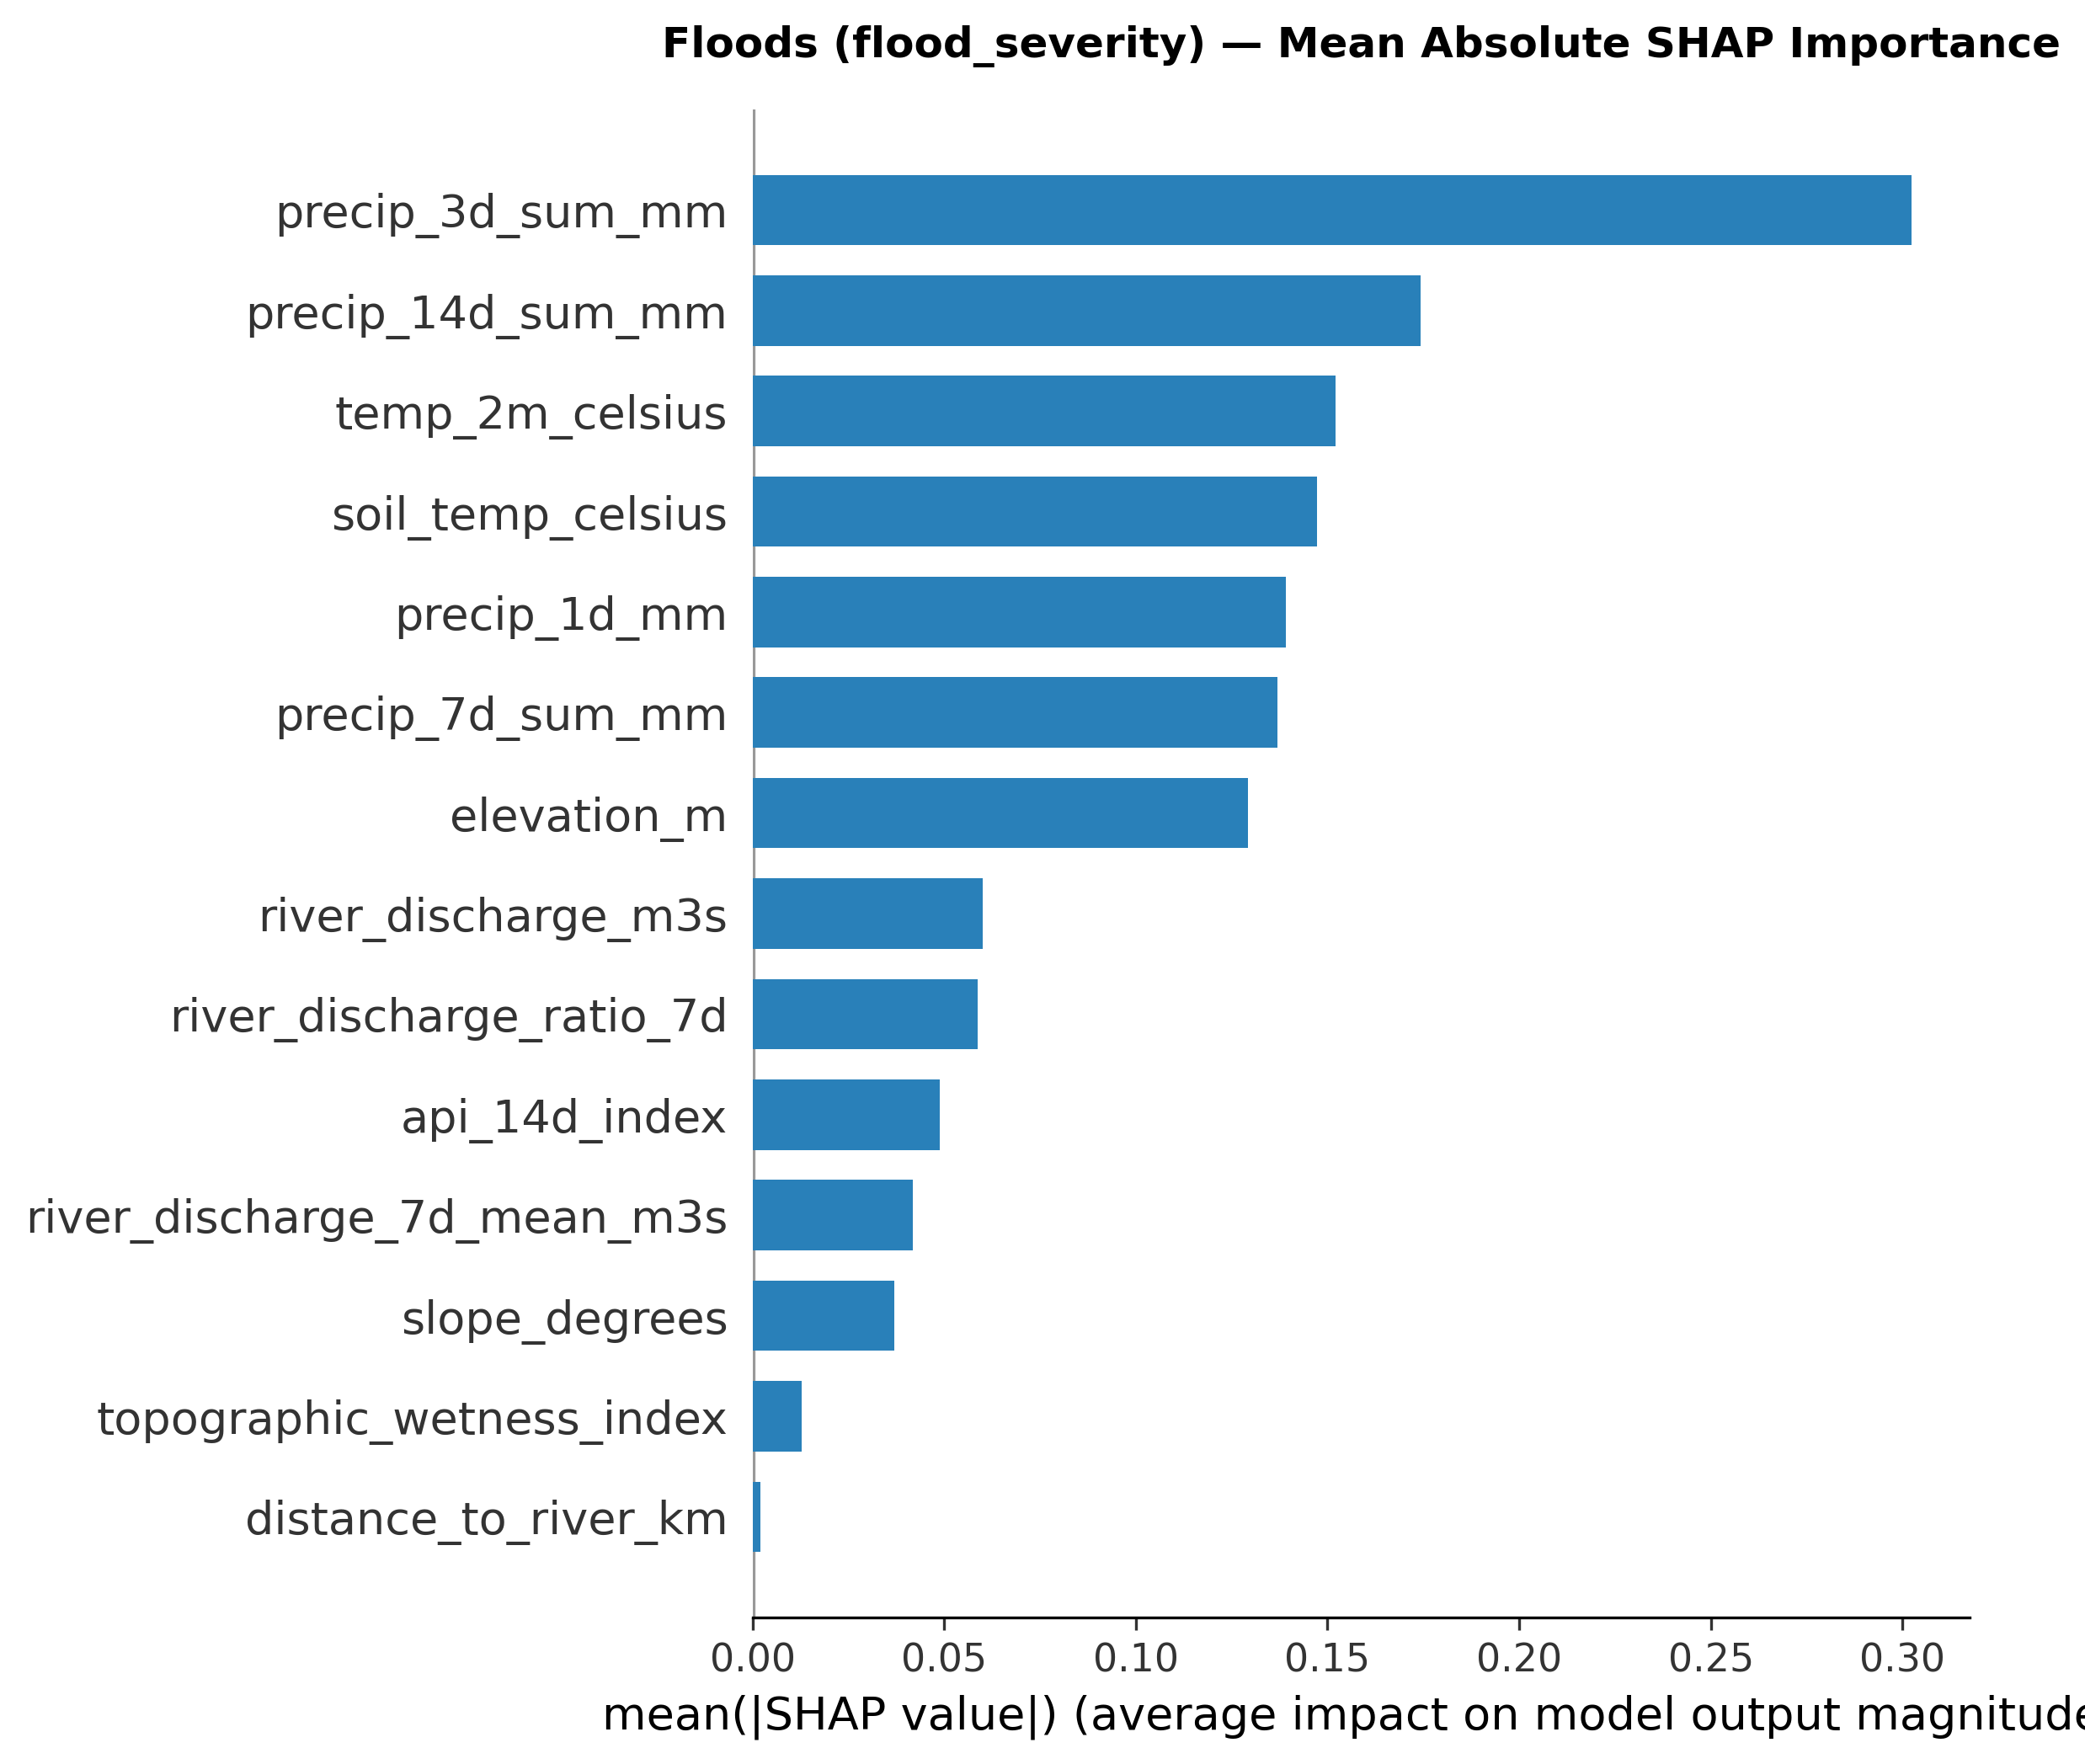 Floods (flood_severity) — Mean Absolute SHAP Importance
precip_3d_sum_mm
precip_14d_sum_mm
temp_2m_celsius
soil_temp_celsius
precip_1d_mm
precip_7d_sum_mm
elevation_m
river_discharge_m3s
river_discharge_ratio_7d
api_14d_index
river_discharge_7d_mean_m3s
slope_degrees
topographic_wetness_index
distance_to_river_km
0.00 0.05 0.10 0.15 0.20 0.25 0.30
mean(|SHAP value|) (average impact on model output magnitude